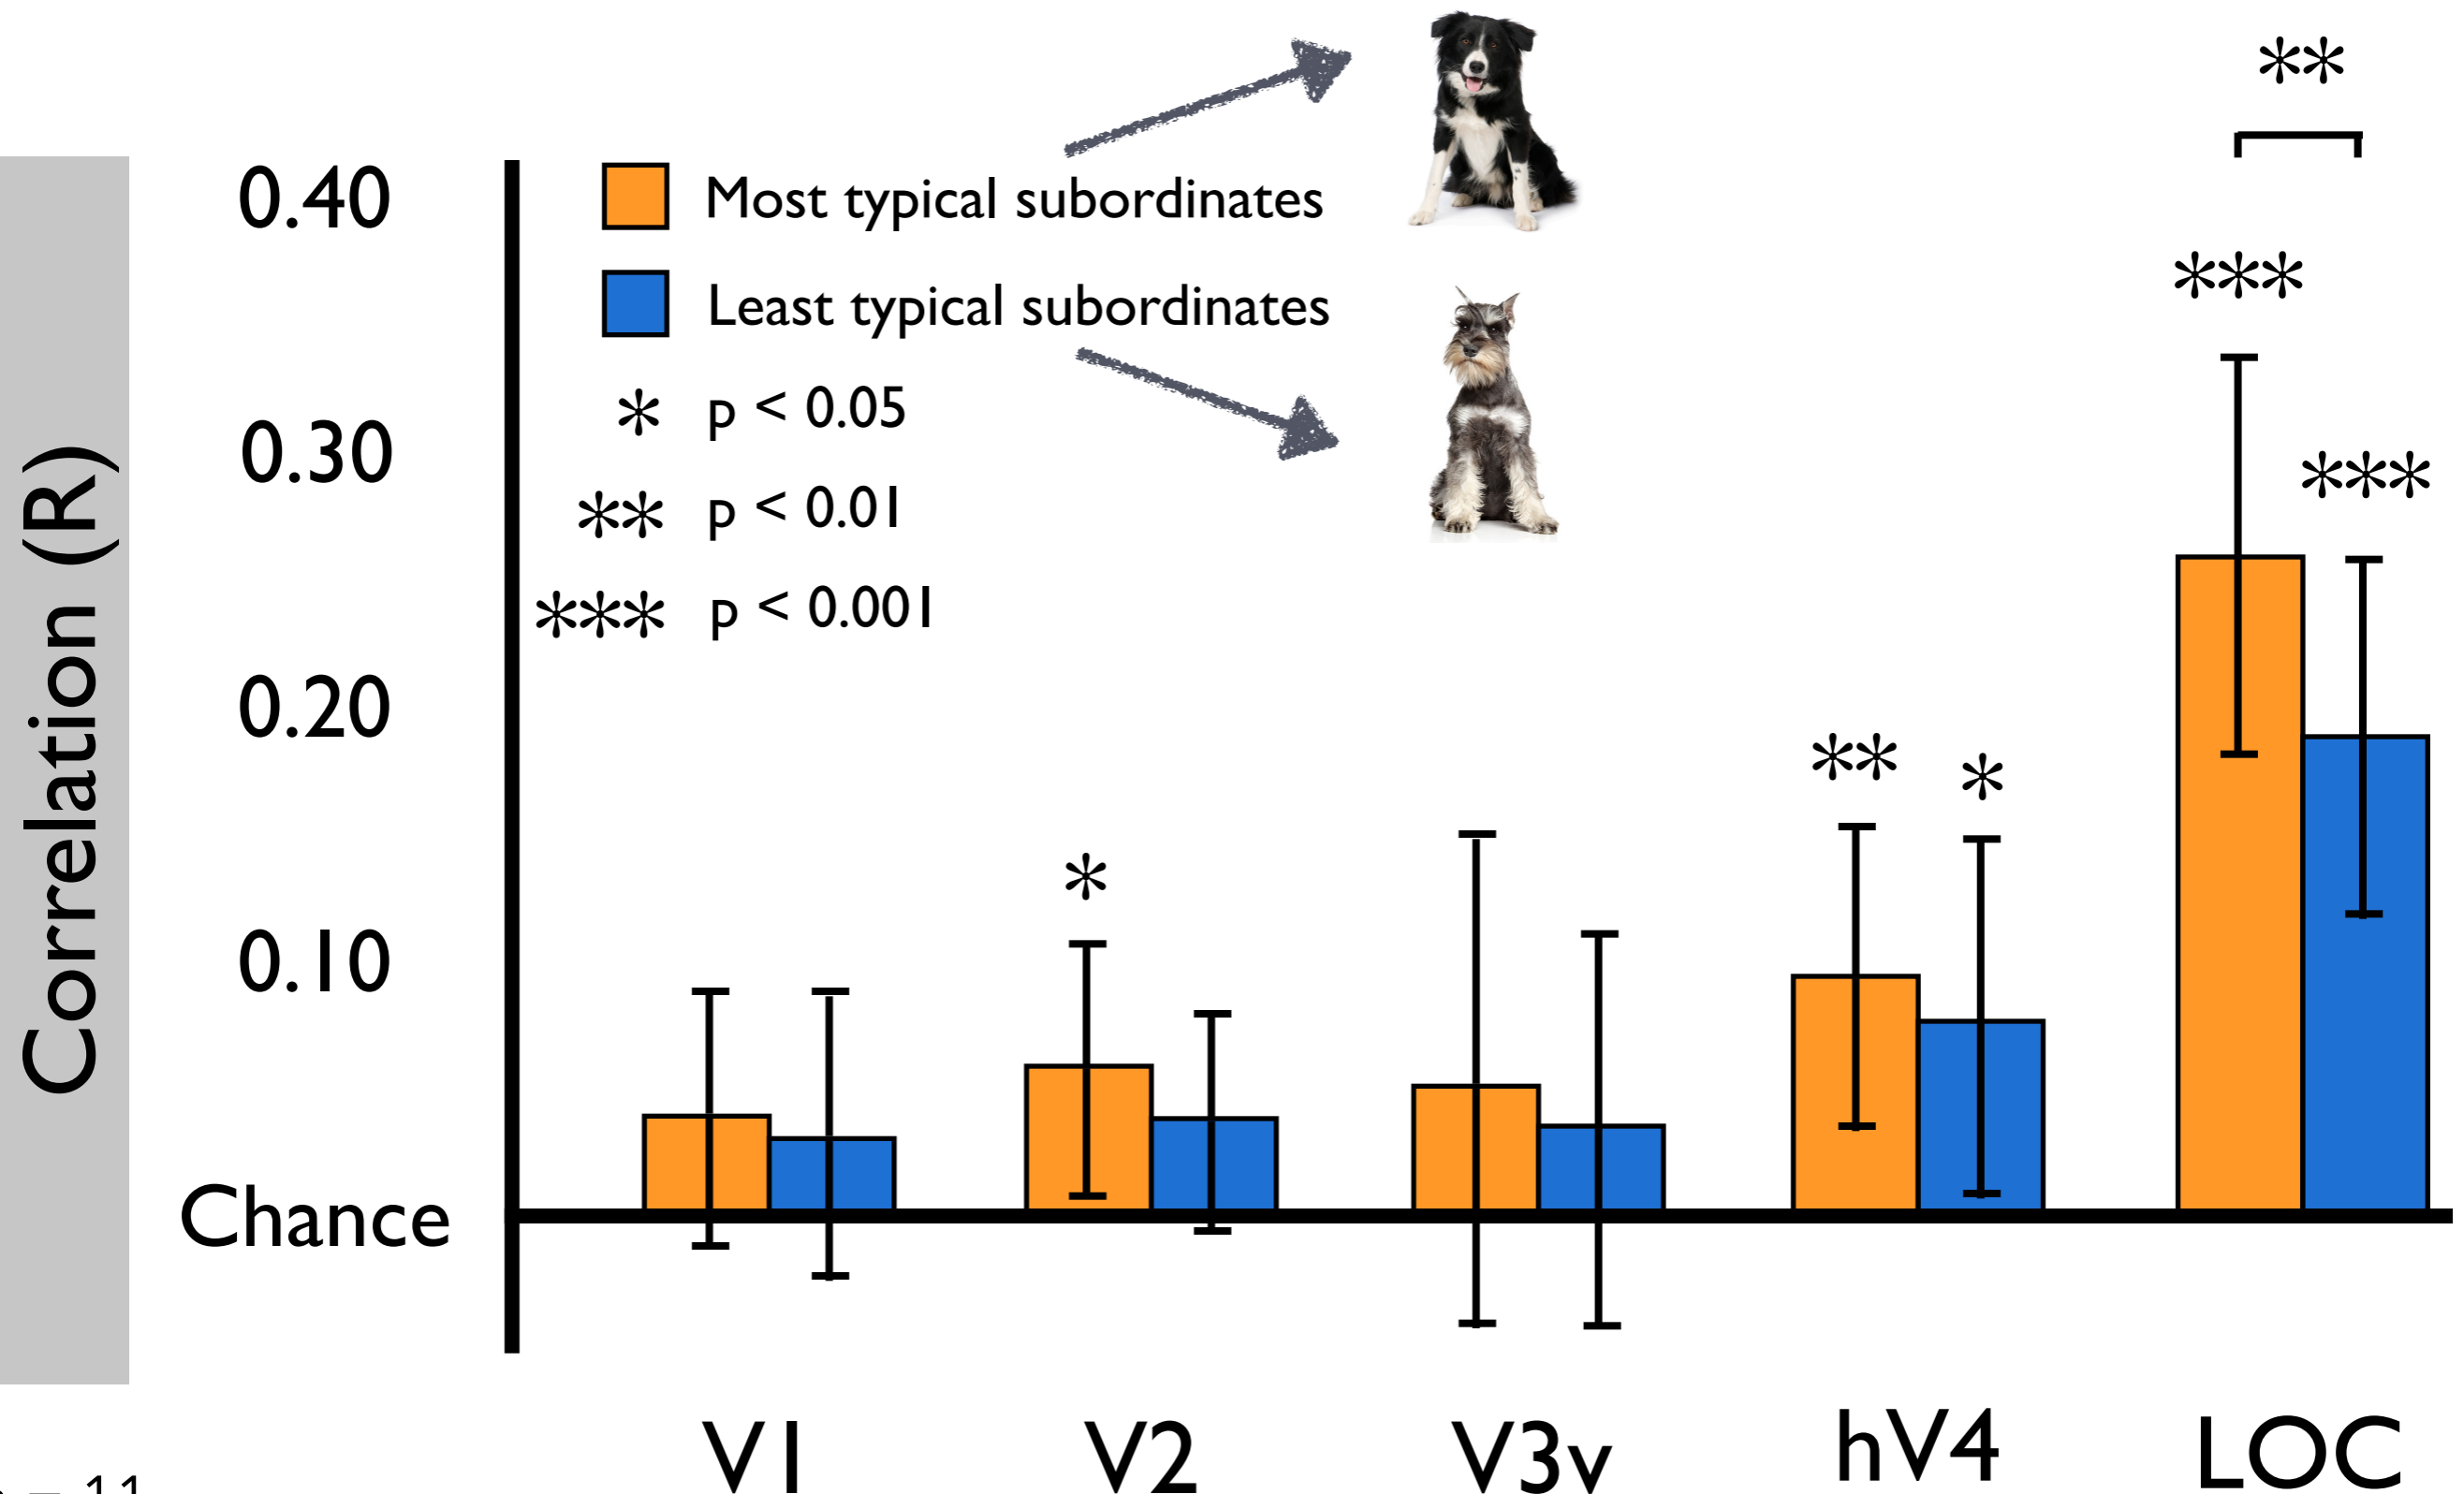 **
0.40
Most typical subordinates
***
Least typical subordinates
* p < 0.05
0.30
***
** p < 0.01
*** p < 0.001
Correlation (R)
0.20
**
*
*
0.10
Chance
V1 V2 V3v hV4 LOC
= 11